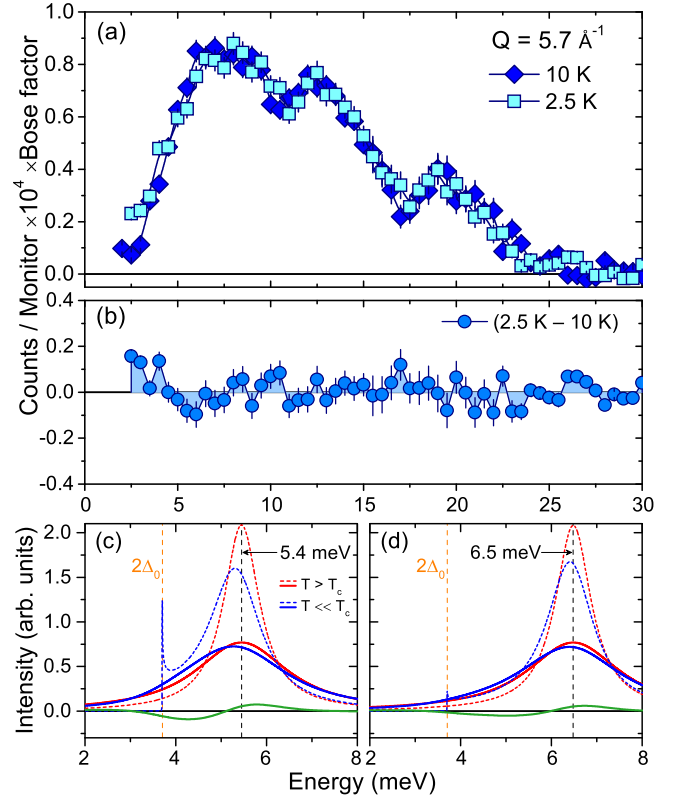 (a)
Q = 5.7 Å⁻¹
10 K
2.5 K
0.0
0.2
0.4
0.6
0.8
1.0
Counts / Monitor ×10⁴ ×Bose factor
(b)
(2.5 K – 10 K)
0.4
0.2
0.0
-0.2
-0.4
0 5 10 15 20 25 30
(c)
5.4 meV
2Δ₀
T > T_c
T << T_c
(d)
6.5 meV
2Δ₀
2.0
1.5
1.0
0.5
0.0
Intensity (arb. units)
2 4 6 8 2 4 6 8
Energy (meV)